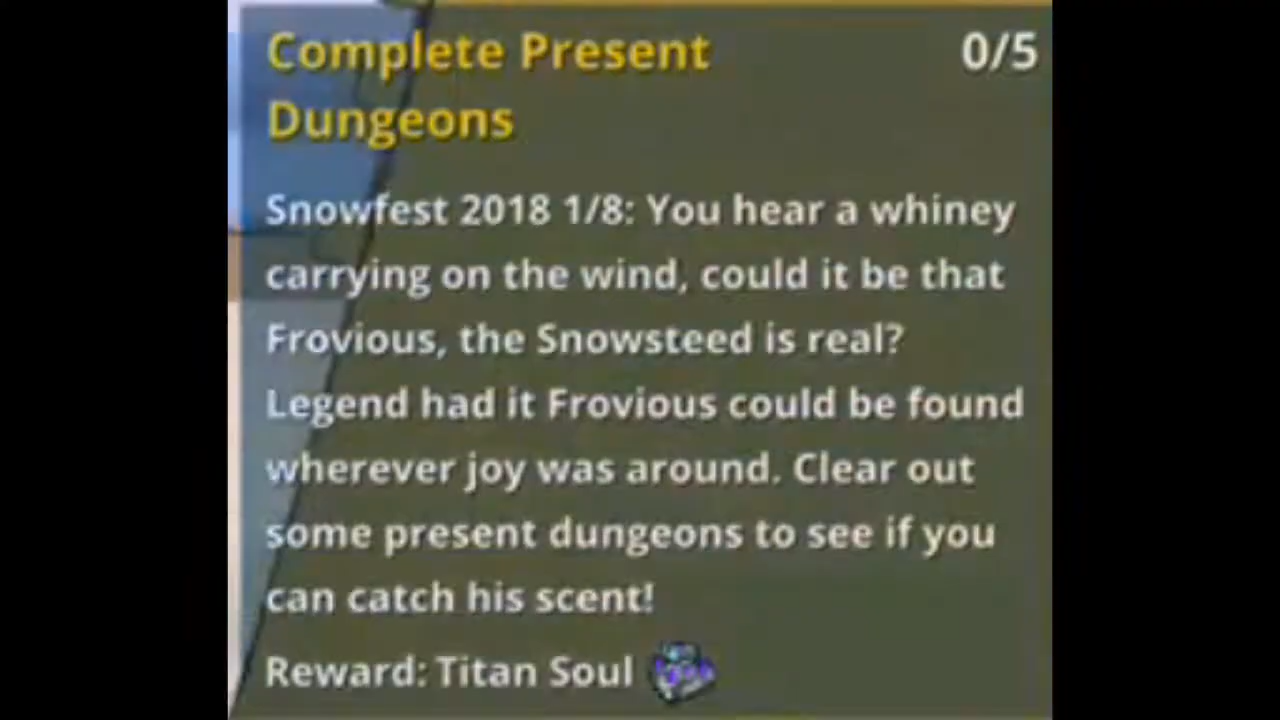 Complete Present 0/5
Dungeons
Snowfest 2018 1/8: You hear a whiney
carrying on the wind, could it be that
Frovious, the Snowsteed is real?
Legend had it Frovious could be found
wherever joy was around. Clear out
some present dungeons to see if you
can catch his scent!
Reward: Titan Soul